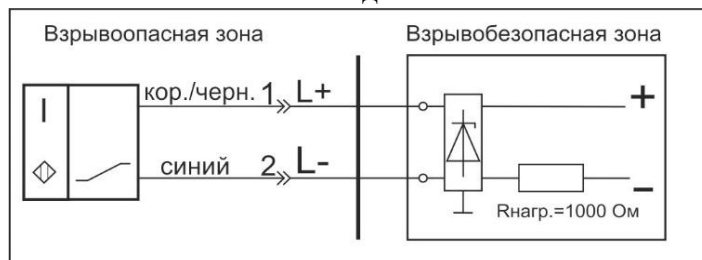 Взрывоопасная зона
Взрывобезопасная зона
кор./черн. 1 L+
+
I
синий 2 L-
–
Rнагр.=1000 Ом